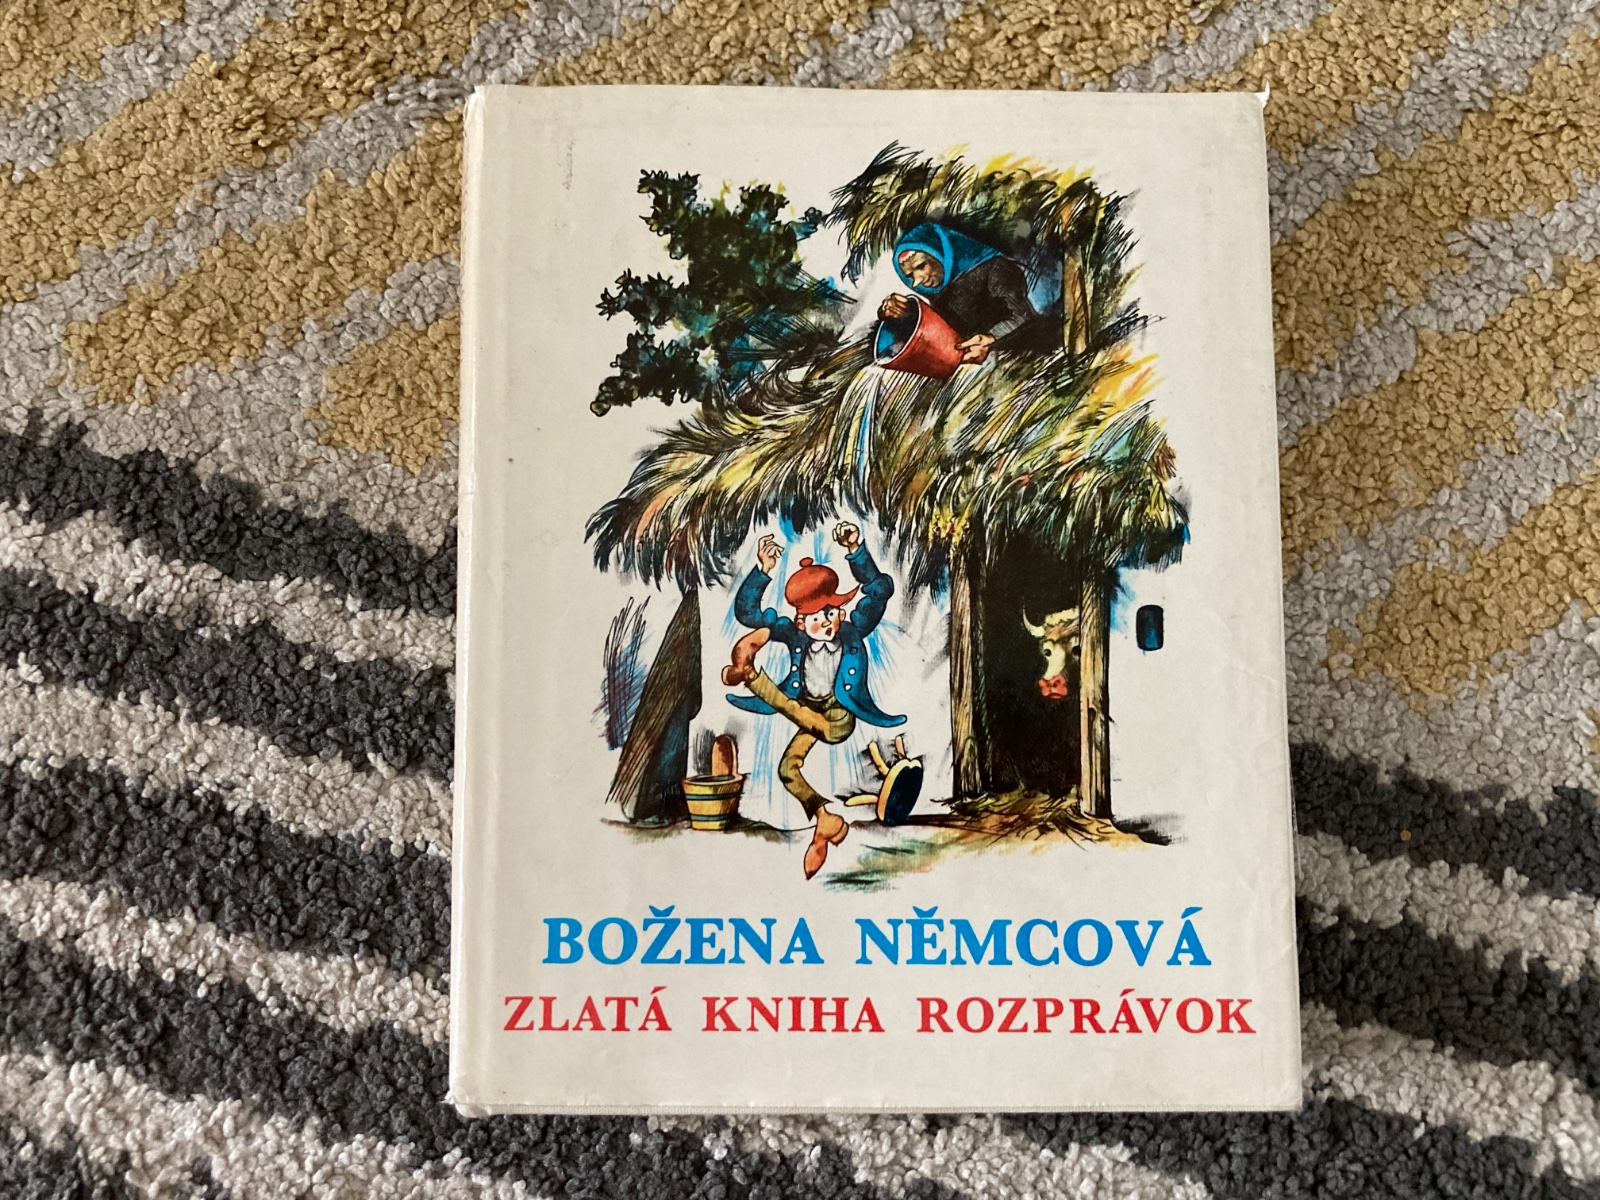 BOŽENA NĚMCOVÁ
ZLATÁ KNIHA ROZPRÁVOK